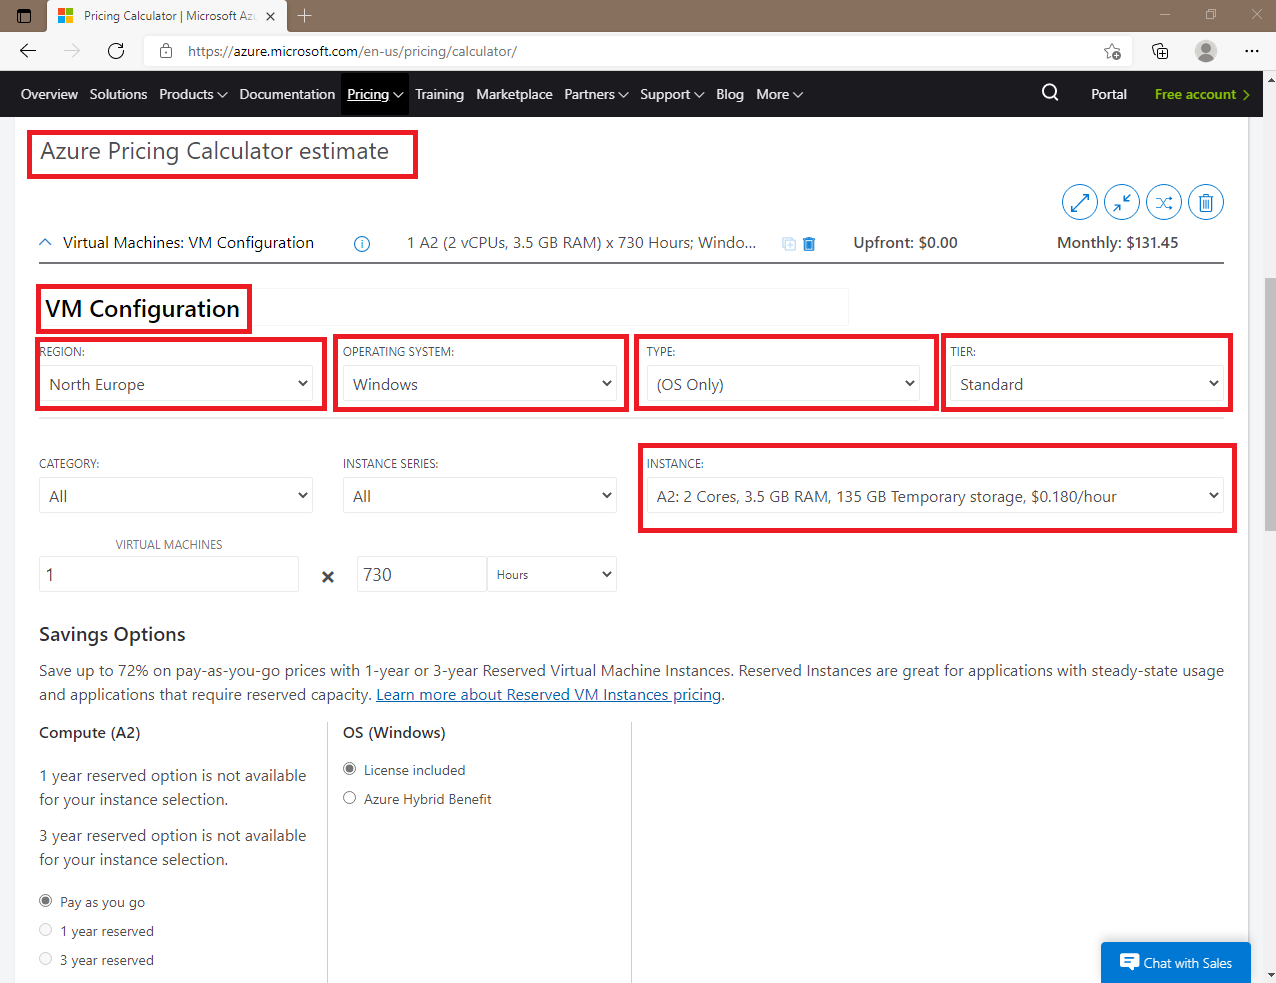 Pricing Calculator | Microsoft Az
https://azure.microsoft.com/en-us/pricing/calculator/
Overview Solutions Products Documentation Pricing Training Marketplace Partners Support Blog More Portal Free account
Azure Pricing Calculator estimate
Virtual Machines: VM Configuration 1 A2 (2 vCPUs, 3.5 GB RAM) x 730 Hours; Windo... Upfront: $0.00 Monthly: $131.45
VM Configuration
REGION: OPERATING SYSTEM: TYPE: TIER:
North Europe Windows (OS Only) Standard
CATEGORY: INSTANCE SERIES: INSTANCE:
All All A2: 2 Cores, 3.5 GB RAM, 135 GB Temporary storage, $0.180/hour
VIRTUAL MACHINES
1 × 730 Hours
Savings Options
Save up to 72% on pay-as-you-go prices with 1-year or 3-year Reserved Virtual Machine Instances. Reserved Instances are great for applications with steady-state usage
and applications that require reserved capacity. Learn more about Reserved VM Instances pricing.
Compute (A2)
1 year reserved option is not available
for your instance selection.
3 year reserved option is not available
for your instance selection.
Pay as you go
1 year reserved
3 year reserved
OS (Windows)
License included
Azure Hybrid Benefit
Chat with Sales